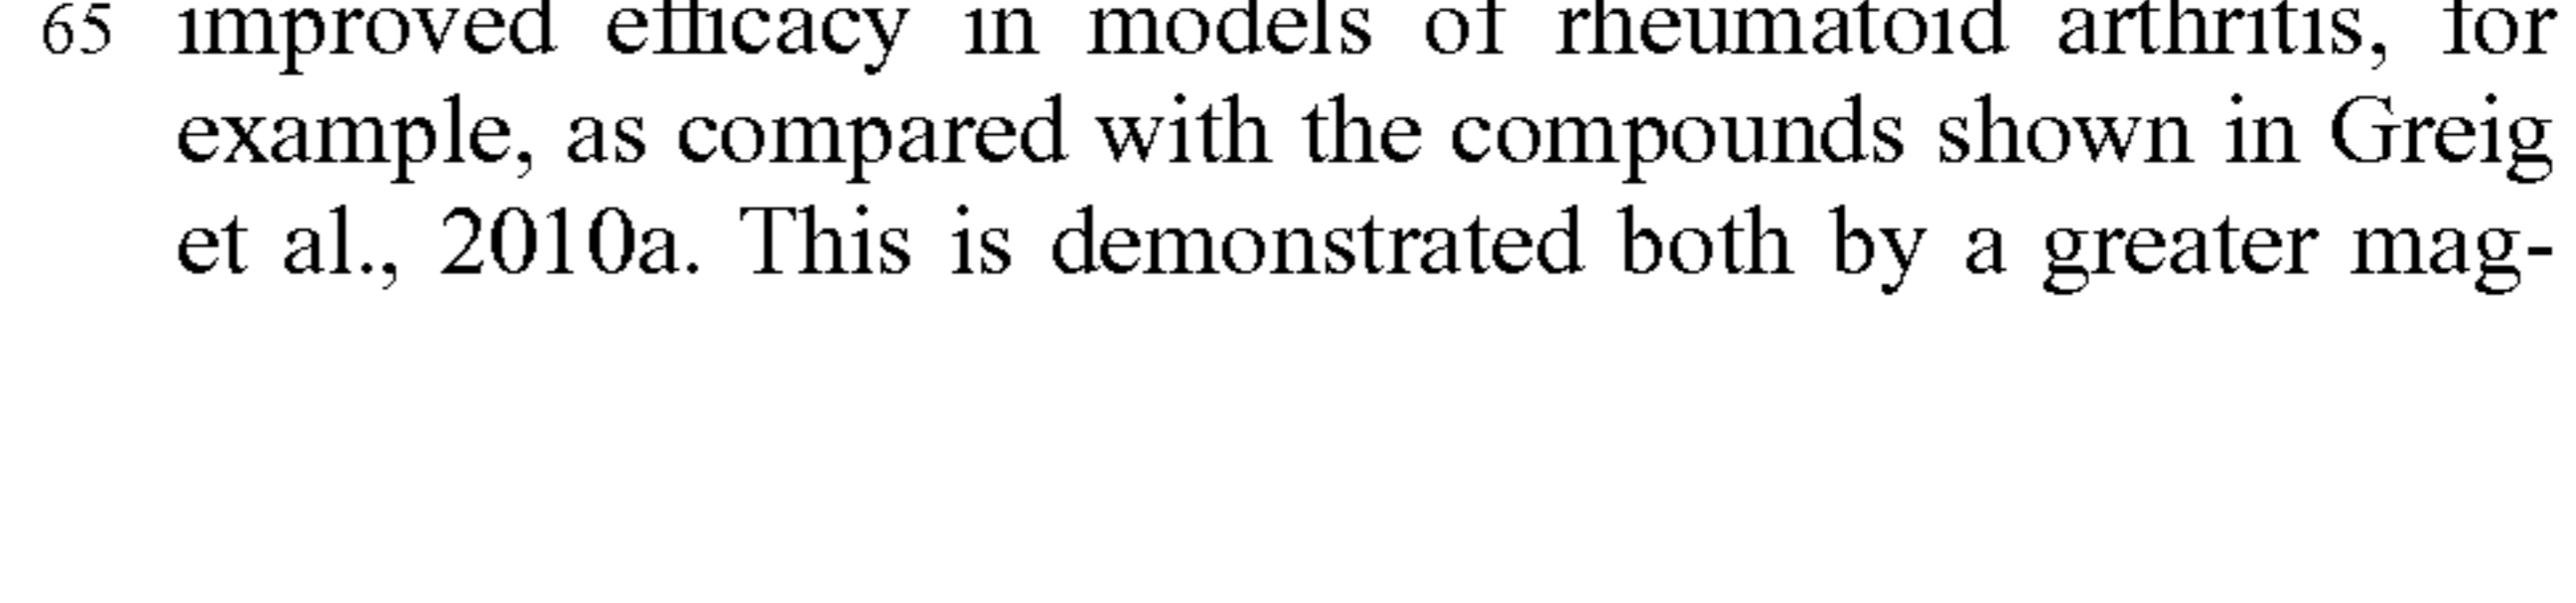 65 improved efficacy in models of rheumatoid arthritis, for
example, as compared with the compounds shown in Greig
et al., 2010a. This is demonstrated both by a greater mag-